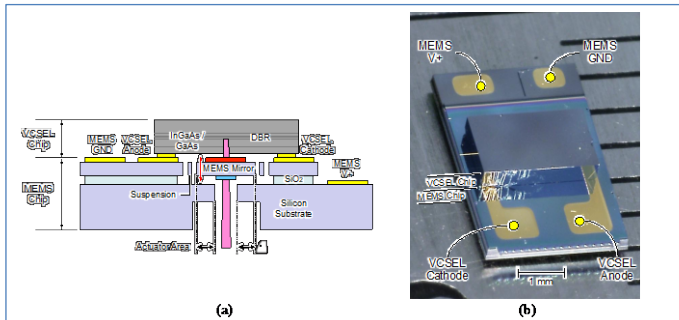 VCSEL
Chip
MEMS
Chip
MEMS
GND
VCSEL
Anode
InGaAs /
GaAs
DBR
VCSEL
Cathode
MEMS
V+
MEMS Mirror
SiO2
Suspension
Silicon
Substrate
Actuator Area
(a)
MEMS
V+
MEMS
GND
VCSEL Chip
MEMS Chip
VCSEL
Cathode
VCSEL
Anode
1 mm
(b)